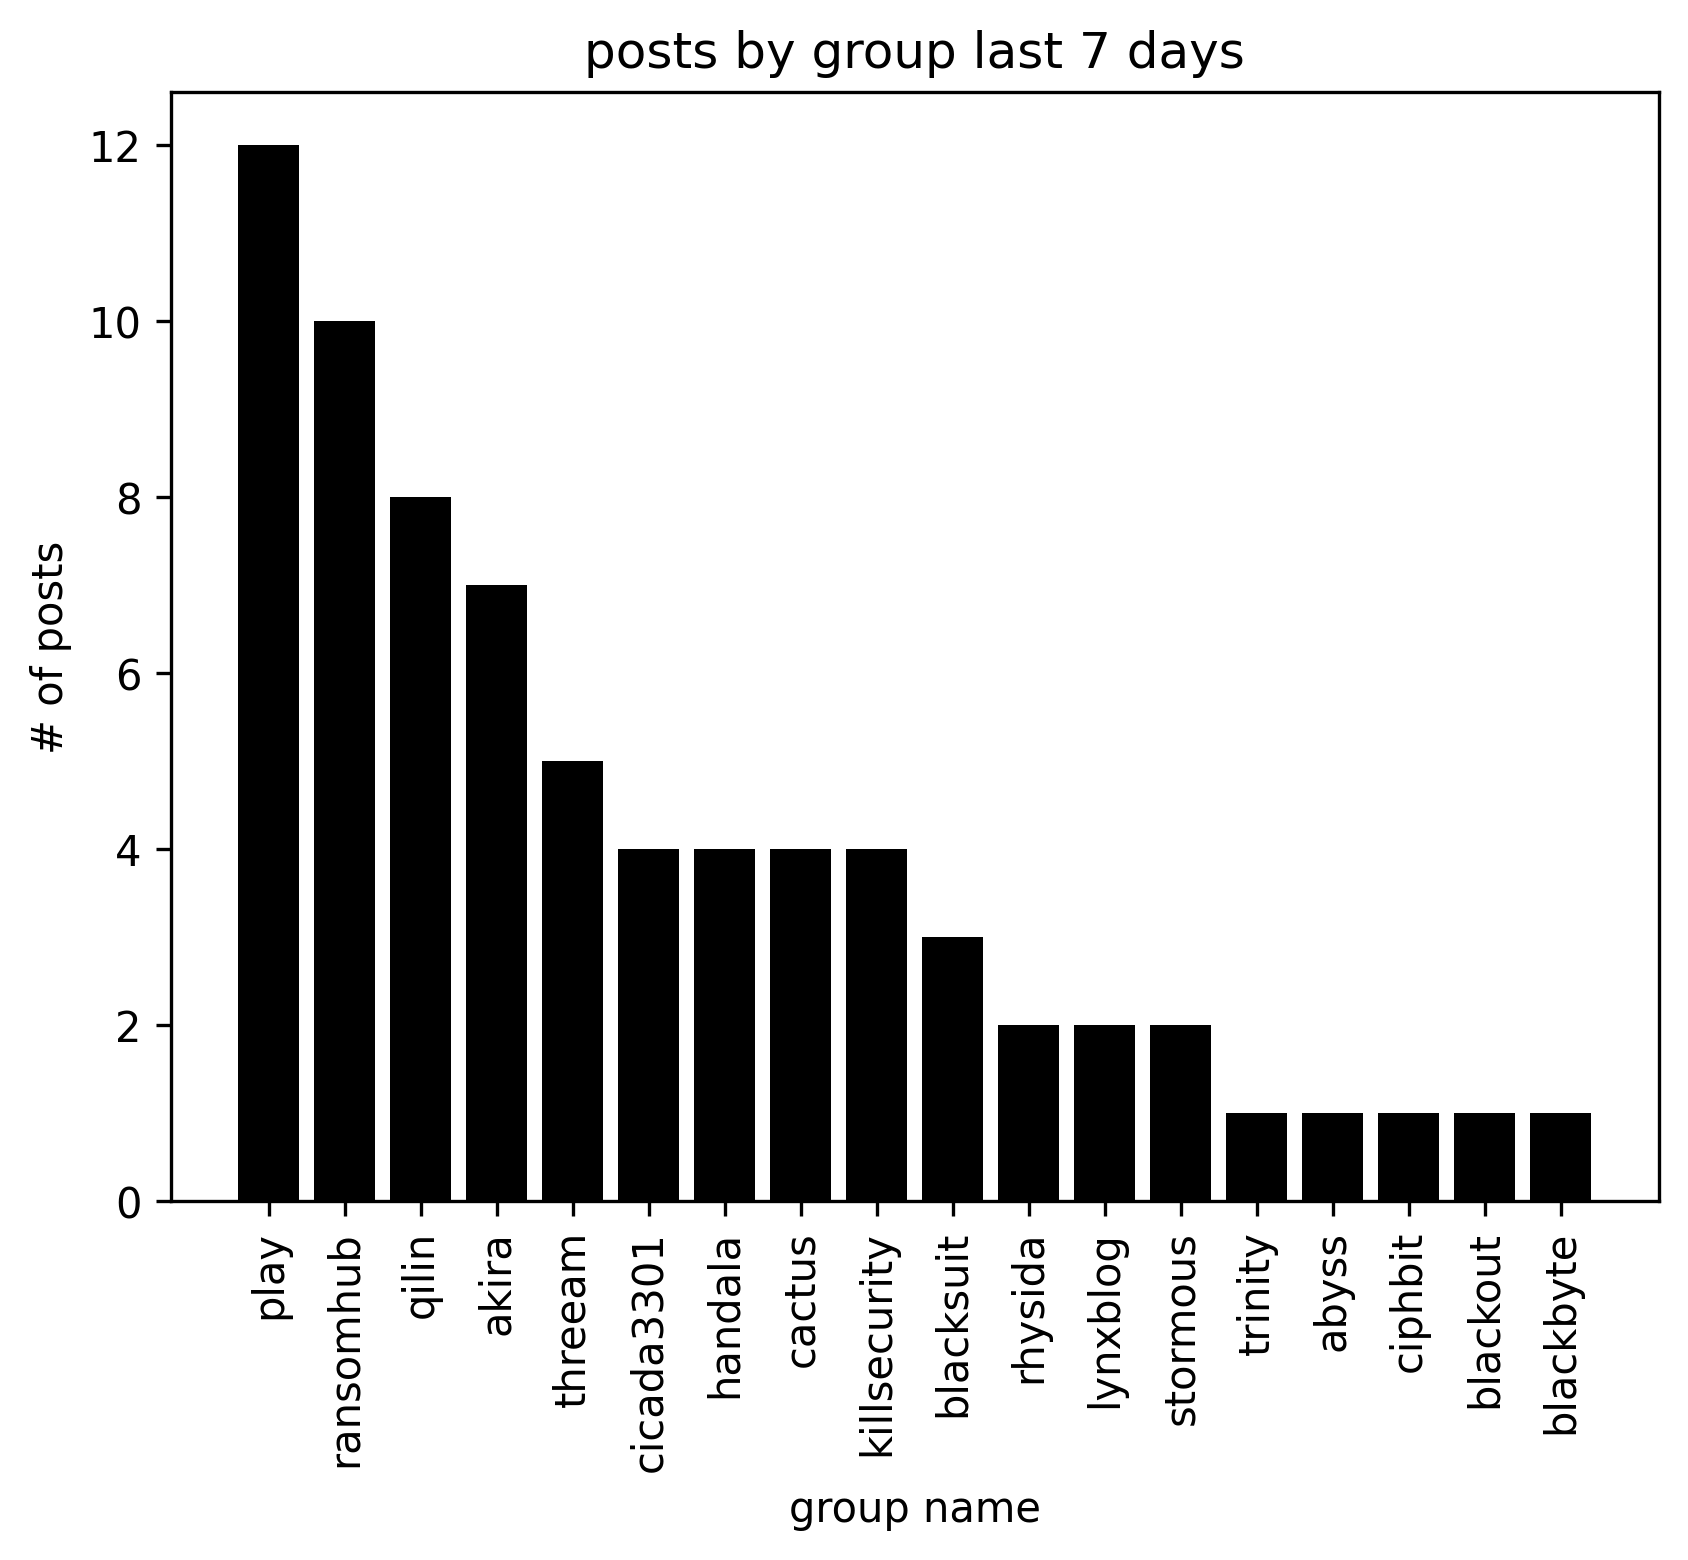 posts by group last 7 days
12
10
8
6
4
2
0
# of posts
play
ransomhub
qilin
akira
threeam
cicada3301
handala
cactus
killsecurity
blacksuit
rhysida
lynxblog
stormous
trinity
abyss
ciphbit
blackout
blackbyte
group name